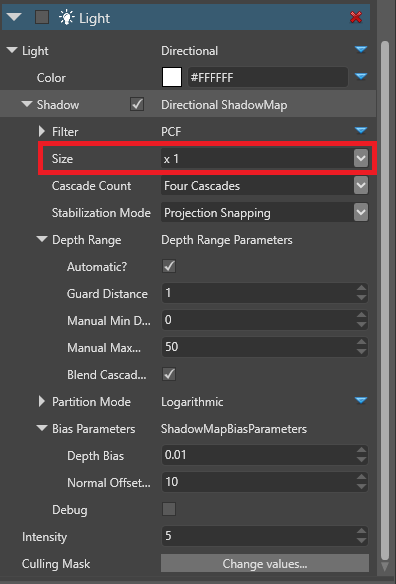 Light
Light Directional
Color #FFFFFF
Shadow Directional ShadowMap
Filter PCF
Size x 1
Cascade Count Four Cascades
Stabilization Mode Projection Snapping
Depth Range Depth Range Parameters
Automatic?
Guard Distance 1
Manual Min D... 0
Manual Max... 50
Blend Cascad...
Partition Mode Logarithmic
Bias Parameters ShadowMapBiasParameters
Depth Bias 0.01
Normal Offset... 10
Debug
Intensity 5
Culling Mask Change values...